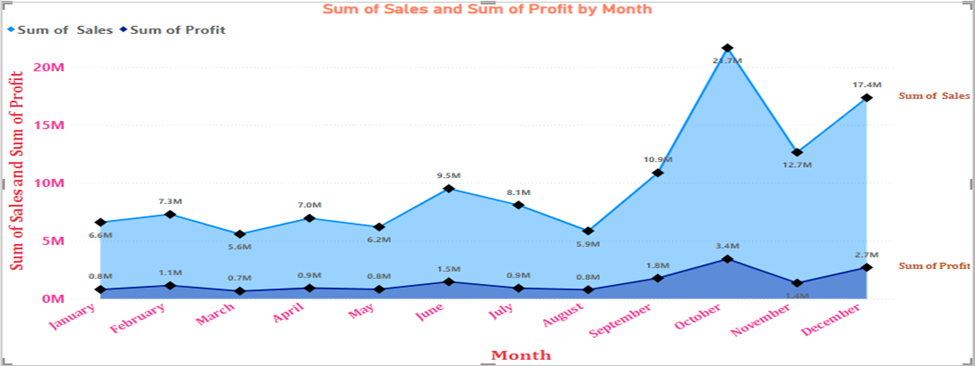 Sum of Sales and Sum of Profit by Month
Sum of Sales Sum of Profit
Sum of Sales and Sum of Profit
20M
15M
10M
5M
0M
6.6M 7.3M 5.6M 7.0M 6.2M 9.5M 8.1M 5.9M 10.9M 21.7M 12.7M 17.4M
Sum of Sales
0.8M 1.1M 0.7M 0.9M 0.8M 1.5M 0.9M 0.8M 1.8M 3.4M 1.4M 2.7M
Sum of Profit
January February March April May June July August September October November December
Month